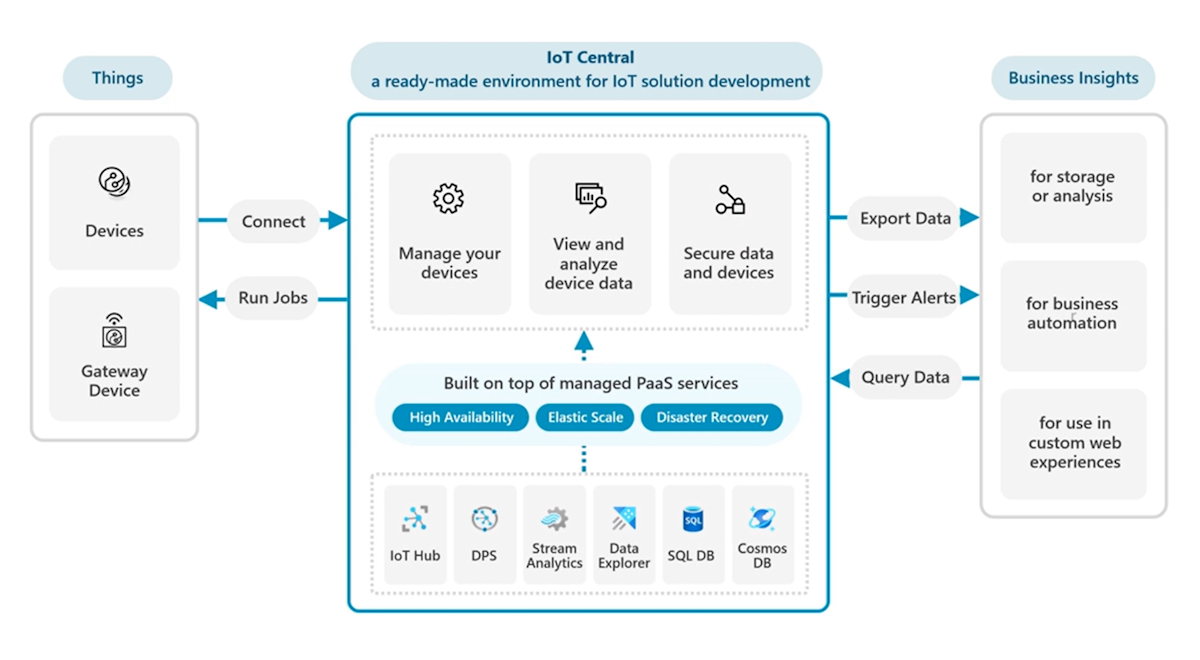 Things
Devices
Gateway
Device
Connect
Run Jobs
IoT Central
a ready-made environment for IoT solution development
Manage your
devices
View and
analyze
device data
Secure data
and devices
Built on top of managed PaaS services
High Availability
Elastic Scale
Disaster Recovery
IoT Hub
DPS
Stream
Analytics
Data
Explorer
SQL
SQL DB
Cosmos
DB
Export Data
Trigger Alerts
Query Data
Business Insights
for storage
or analysis
for business
automation
for use in
custom web
experiences